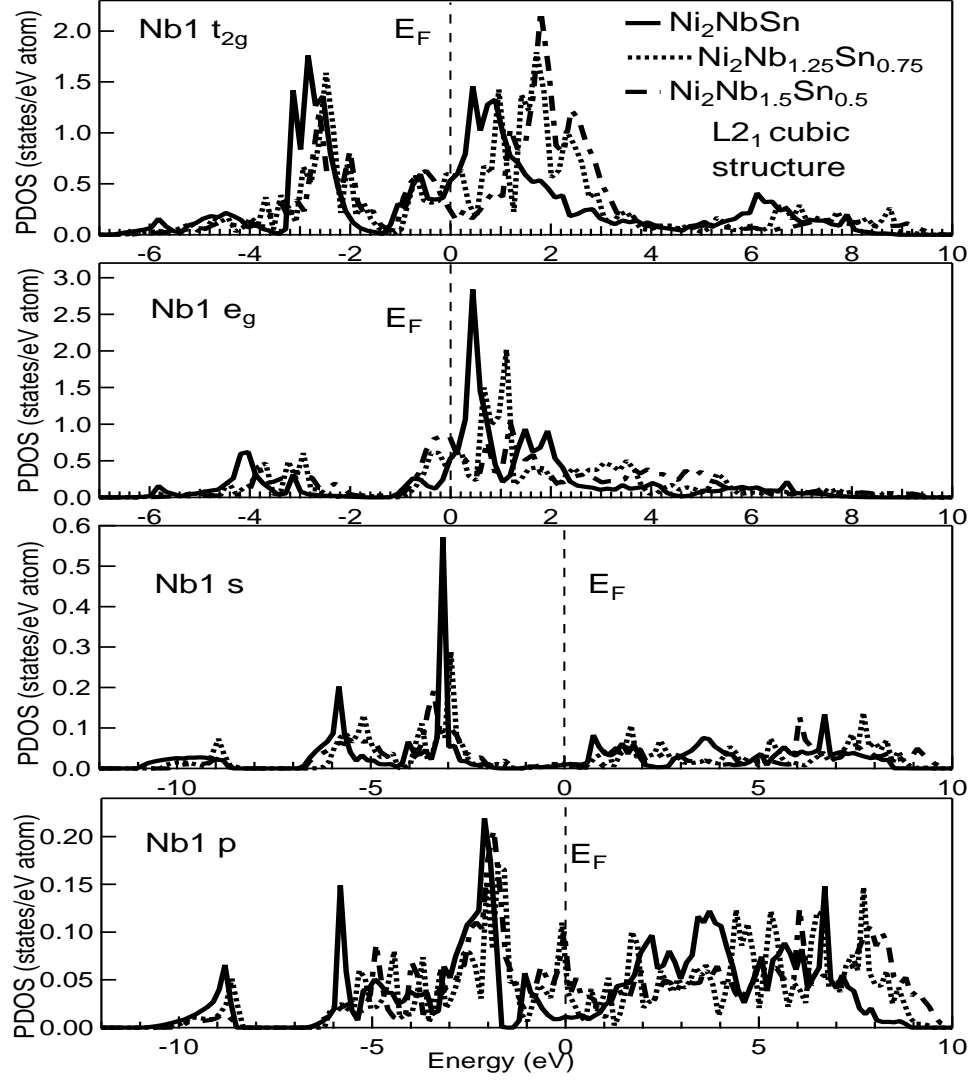 PDOS (states/eV atom)
Nb1 t₂g
E_F
Ni₂NbSn
Ni₂Nb₁.₂₅Sn₀.₇₅
Ni₂Nb₁.₅Sn₀.₅
L2₁ cubic
structure
2.0
1.5
1.0
0.5
0.0
-6 -4 -2 0 2 4 6 8 10
PDOS (states/eV atom)
Nb1 e_g
E_F
3.0
2.5
2.0
1.5
1.0
0.5
0.0
-6 -4 -2 0 2 4 6 8 10
PDOS (states/eV atom)
Nb1 s
E_F
0.6
0.5
0.4
0.3
0.2
0.1
0.0
-10 -5 0 5 10
PDOS (states/eV atom)
Nb1 p
E_F
0.20
0.15
0.10
0.05
0.00
-10 -5 0 5 10
Energy (eV)